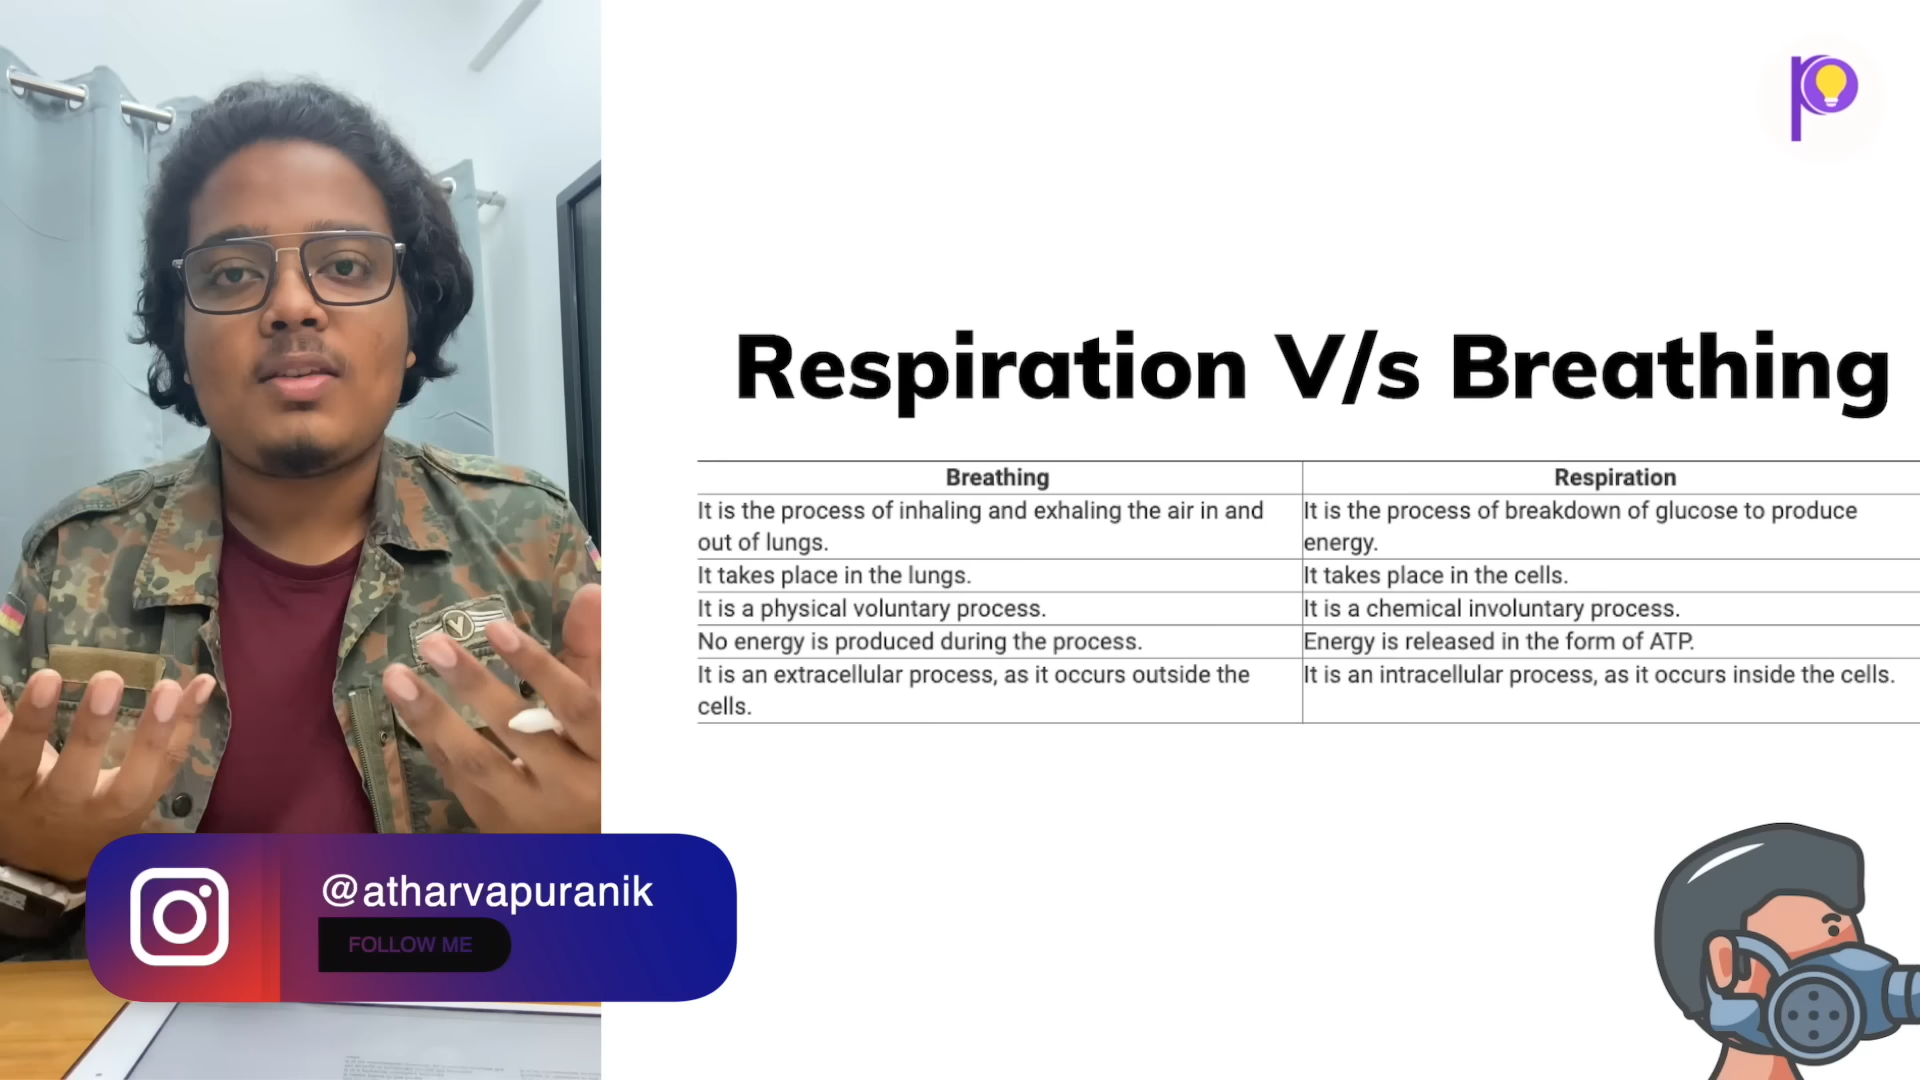 Respiration V/s Breathing
Breathing
Respiration
It is the process of inhaling and exhaling the air in and
out of lungs.
It is the process of breakdown of glucose to produce
energy.
It takes place in the lungs.
It takes place in the cells.
It is a physical voluntary process.
It is a chemical involuntary process.
No energy is produced during the process.
Energy is released in the form of ATP.
It is an extracellular process, as it occurs outside the
cells.
It is an intracellular process, as it occurs inside the cells.
@atharvapuranik
FOLLOW ME